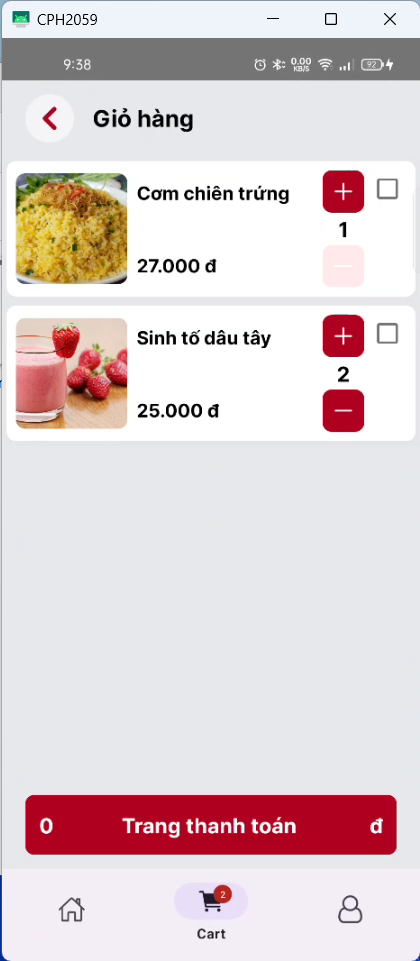 CPH2059
9:38
0.00
KB/S
92
Giỏ hàng
Cơm chiên trứng
1
27.000 đ
Sinh tố dâu tây
2
25.000 đ
0 Trang thanh toán đ
2
Cart